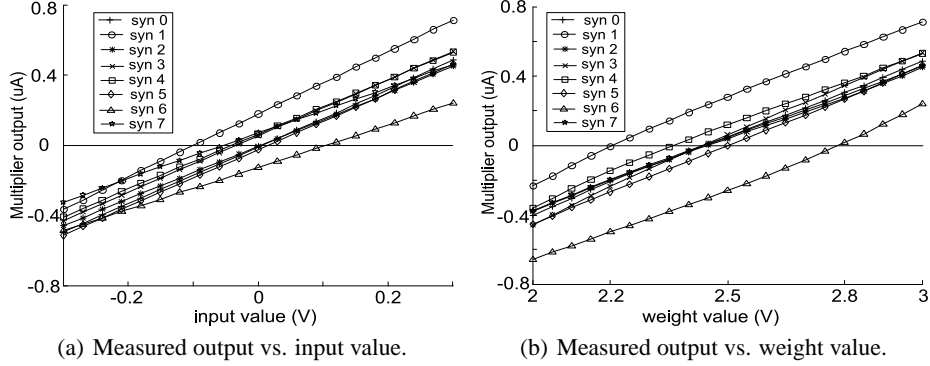 0.8
0.4
0
-0.4
-0.8
Multiplier output (uA)
syn 0
syn 1
syn 2
syn 3
syn 4
syn 5
syn 6
syn 7
-0.2
0
0.2
input value (V)
(a) Measured output vs. input value.
0.8
0.4
0
-0.4
-0.8
Multiplier output (uA)
syn 0
syn 1
syn 2
syn 3
syn 4
syn 5
syn 6
syn 7
2
2.2
2.5
2.8
3
weight value (V)
(b) Measured output vs. weight value.